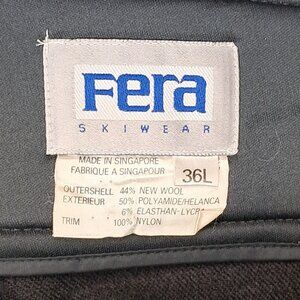 Fera
SKIWEAR
MADE IN SINGAPORE
FABRIQUE A SINGAPOUR
36L
OUTERSHELL 44% NEW WOOL
EXTERIEUR 50% POLYAMIDE/HELANCA
6% ELASTHAN-LYCRA
TRIM 100% NYLON